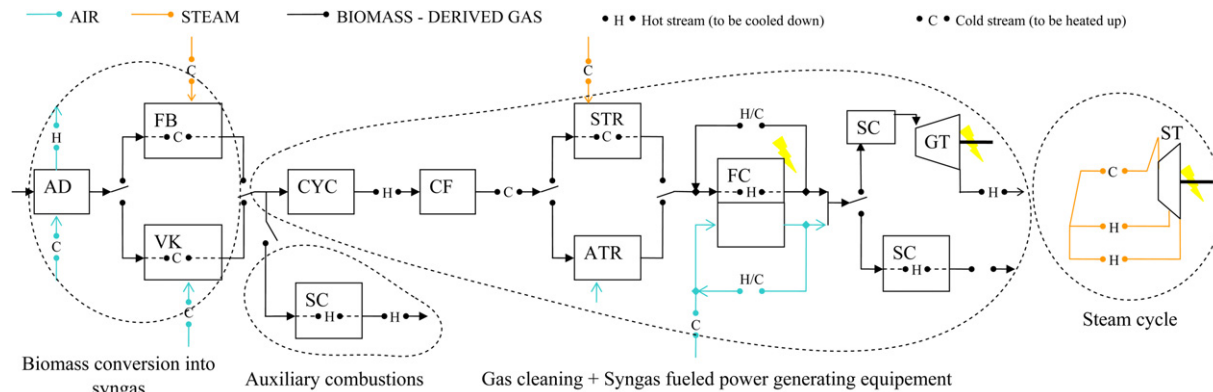 AIR
STEAM
BIOMASS - DERIVED GAS
H Hot stream (to be cooled down)
C Cold stream (to be heated up)
C
C
FB
C
STR
C
H/C
SC
GT
ST
H
AD
CYC
H
CF
C
FC
H
H
C
C
VK
C
ATR
SC
H
H
H
SC
H
H
H/C
C
C
Steam cycle
Biomass conversion into
syngas
Auxiliary combustions
Gas cleaning + Syngas fueled power generating equipement